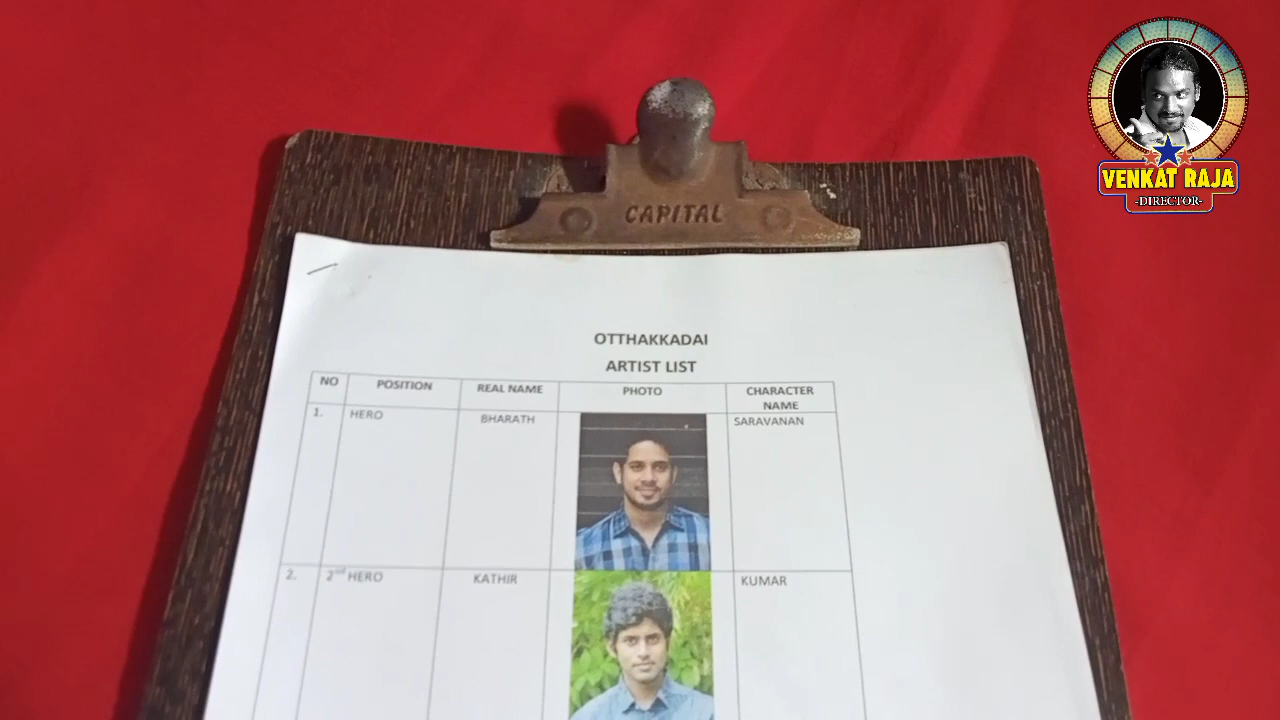 VENKAT RAJA
-DIRECTOR-
CAPITAL
OTTHAKKADAI
ARTIST LIST
NO POSITION REAL NAME PHOTO CHARACTER NAME
1. HERO BHARATH SARAVANAN
2. 2nd HERO KATHIR KUMAR